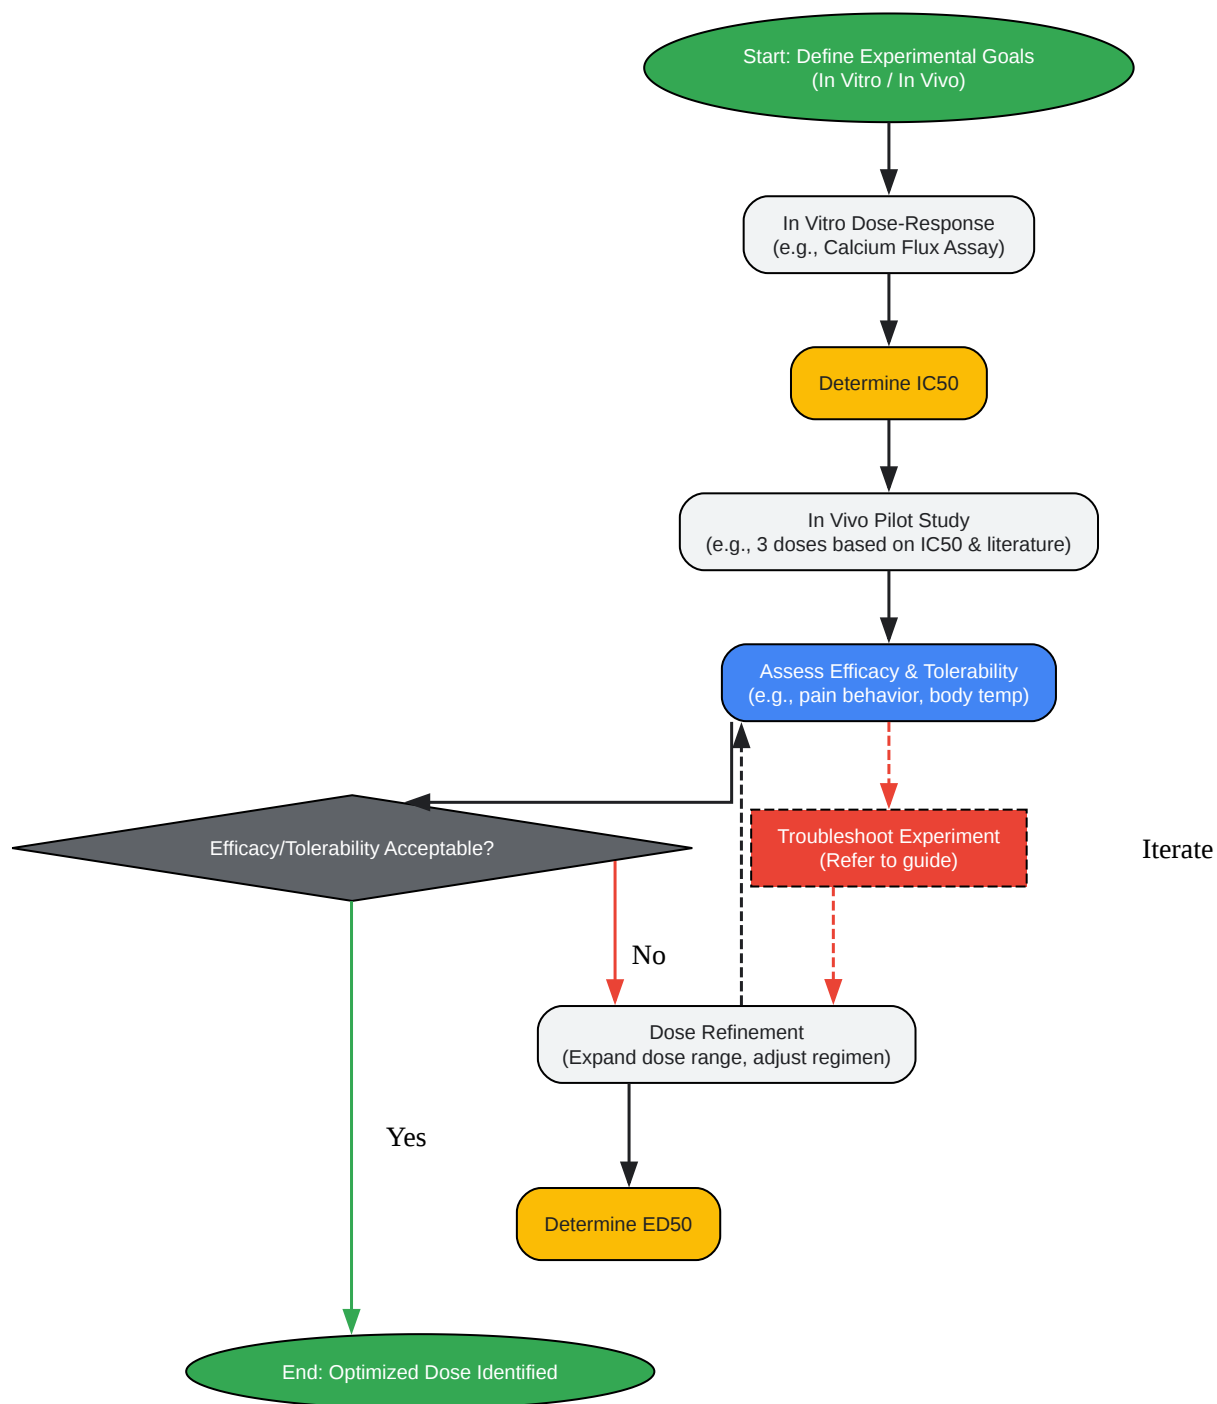 Start: Define Experimental Goals
(In Vitro / In Vivo)
In Vitro Dose-Response
(e.g., Calcium Flux Assay)
Determine IC50
In Vivo Pilot Study
(e.g., 3 doses based on IC50 & literature)
Assess Efficacy & Tolerability
(e.g., pain behavior, body temp)
Efficacy/Tolerability Acceptable?
Troubleshoot Experiment
(Refer to guide)
Iterate
No
Dose Refinement
(Expand dose range, adjust regimen)
Yes
Determine ED50
End: Optimized Dose Identified